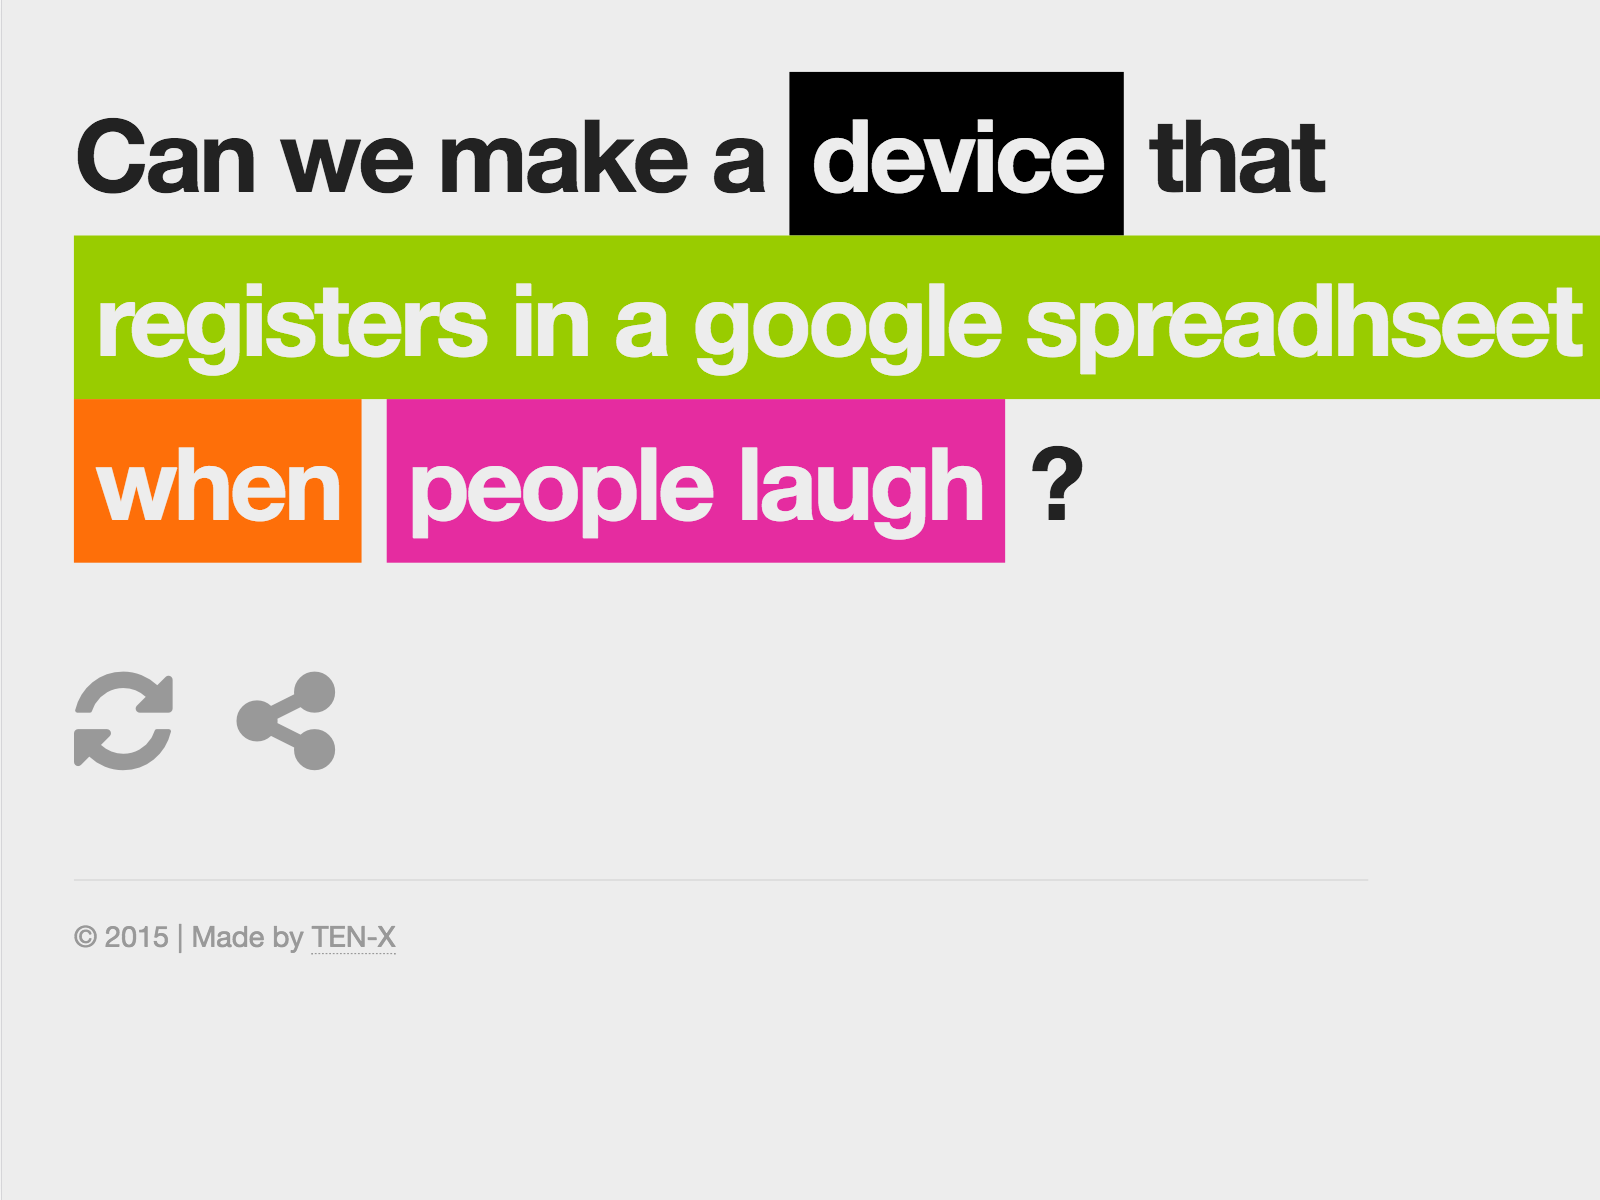 Can we make a device that
registers in a google spreadhseet
when people laugh ?
© 2015 | Made by TEN-X